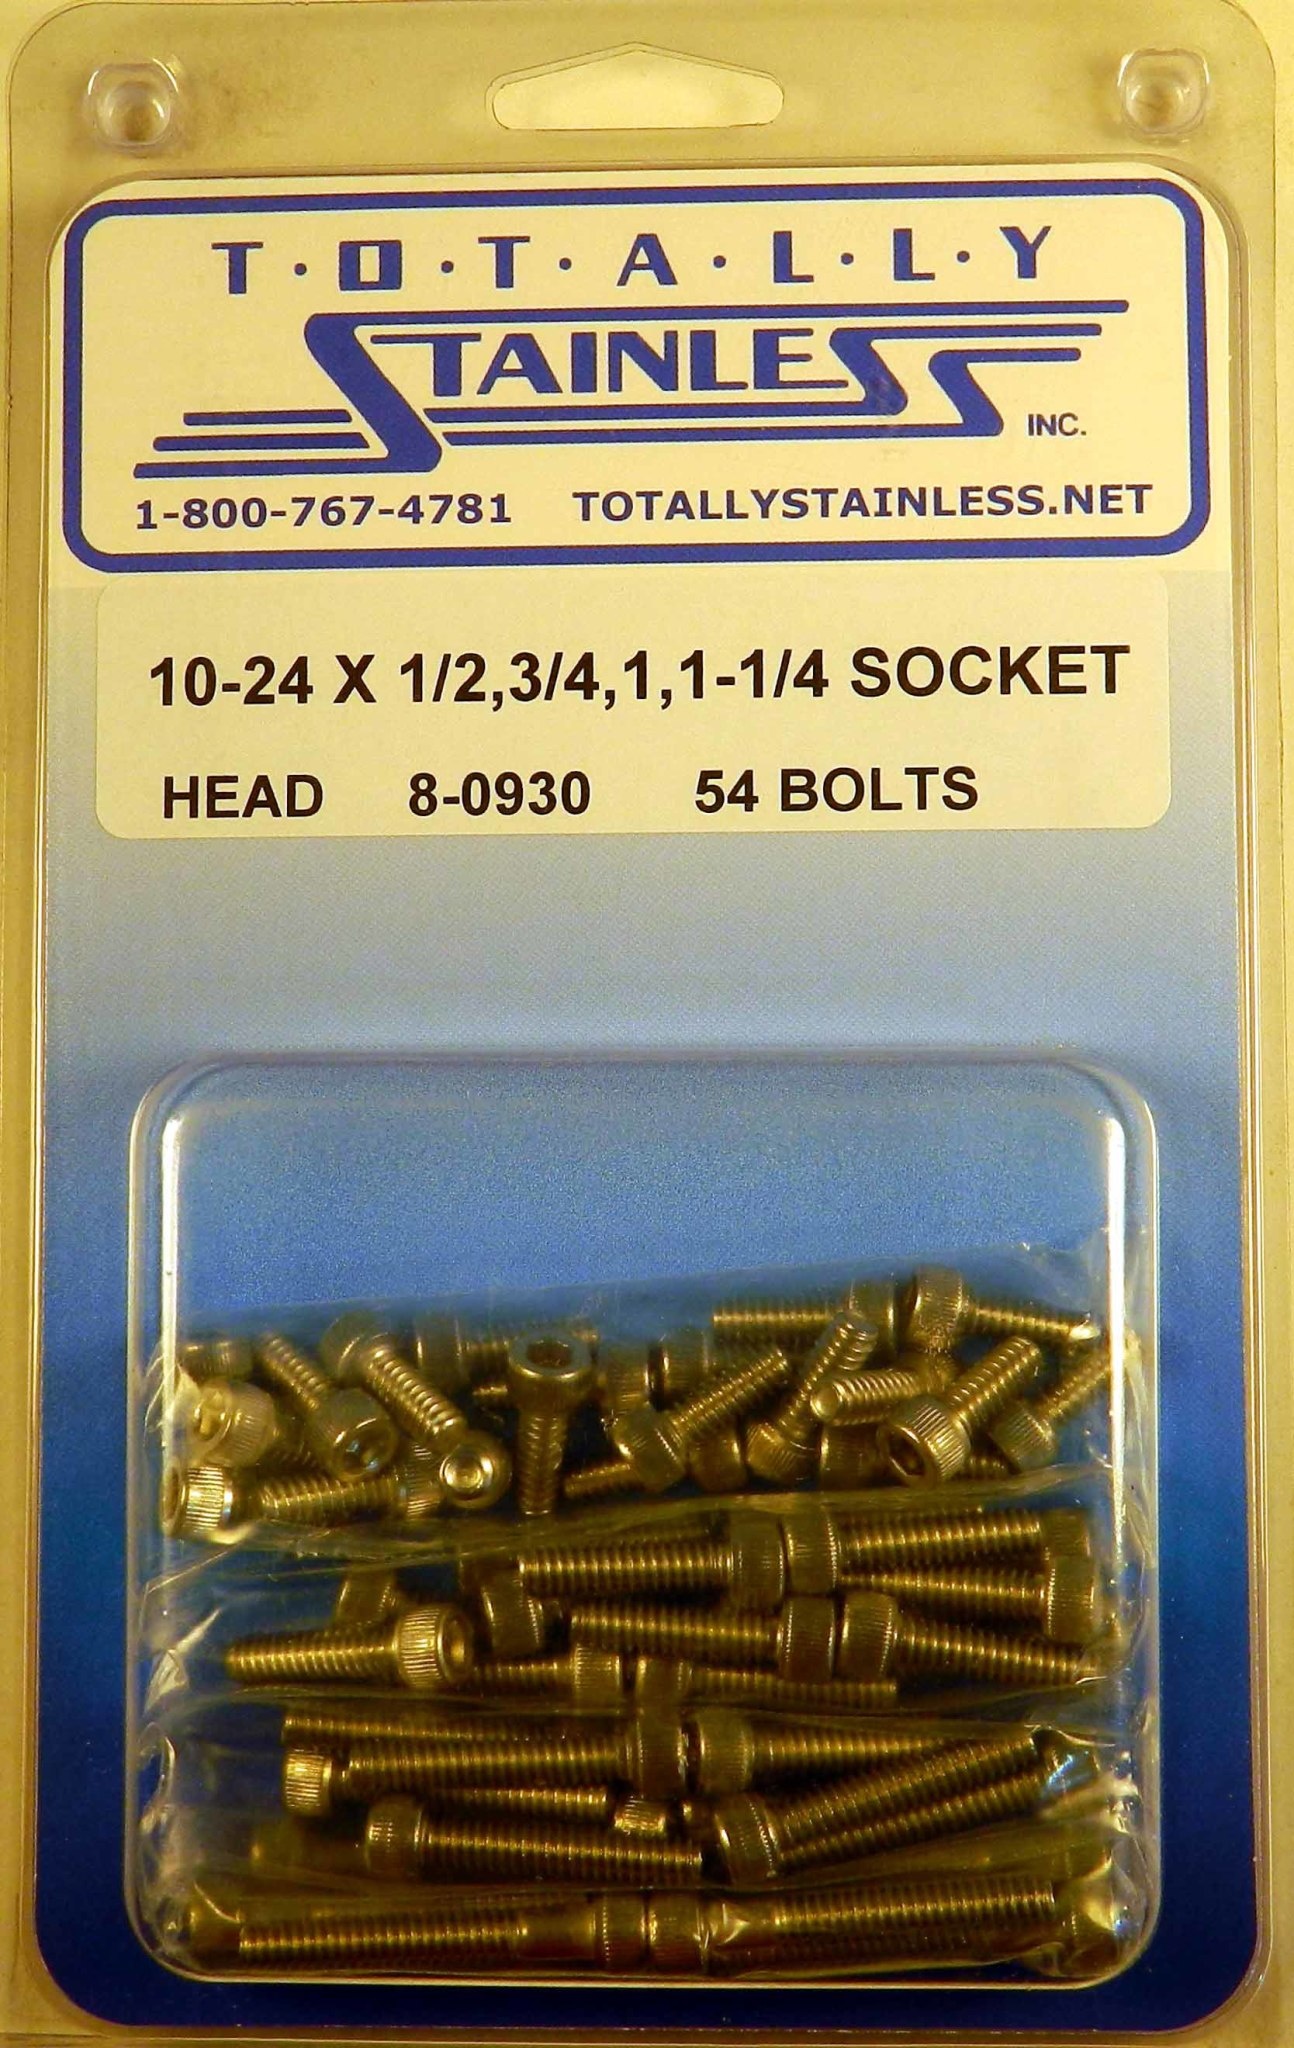 T·O·T·A·L·L·Y
STAINLESS
INC.
1-800-767-4781 TOTALLYSTAINLESS.NET
10-24 X 1/2,3/4,1,1-1/4 SOCKET
HEAD 8-0930 54 BOLTS